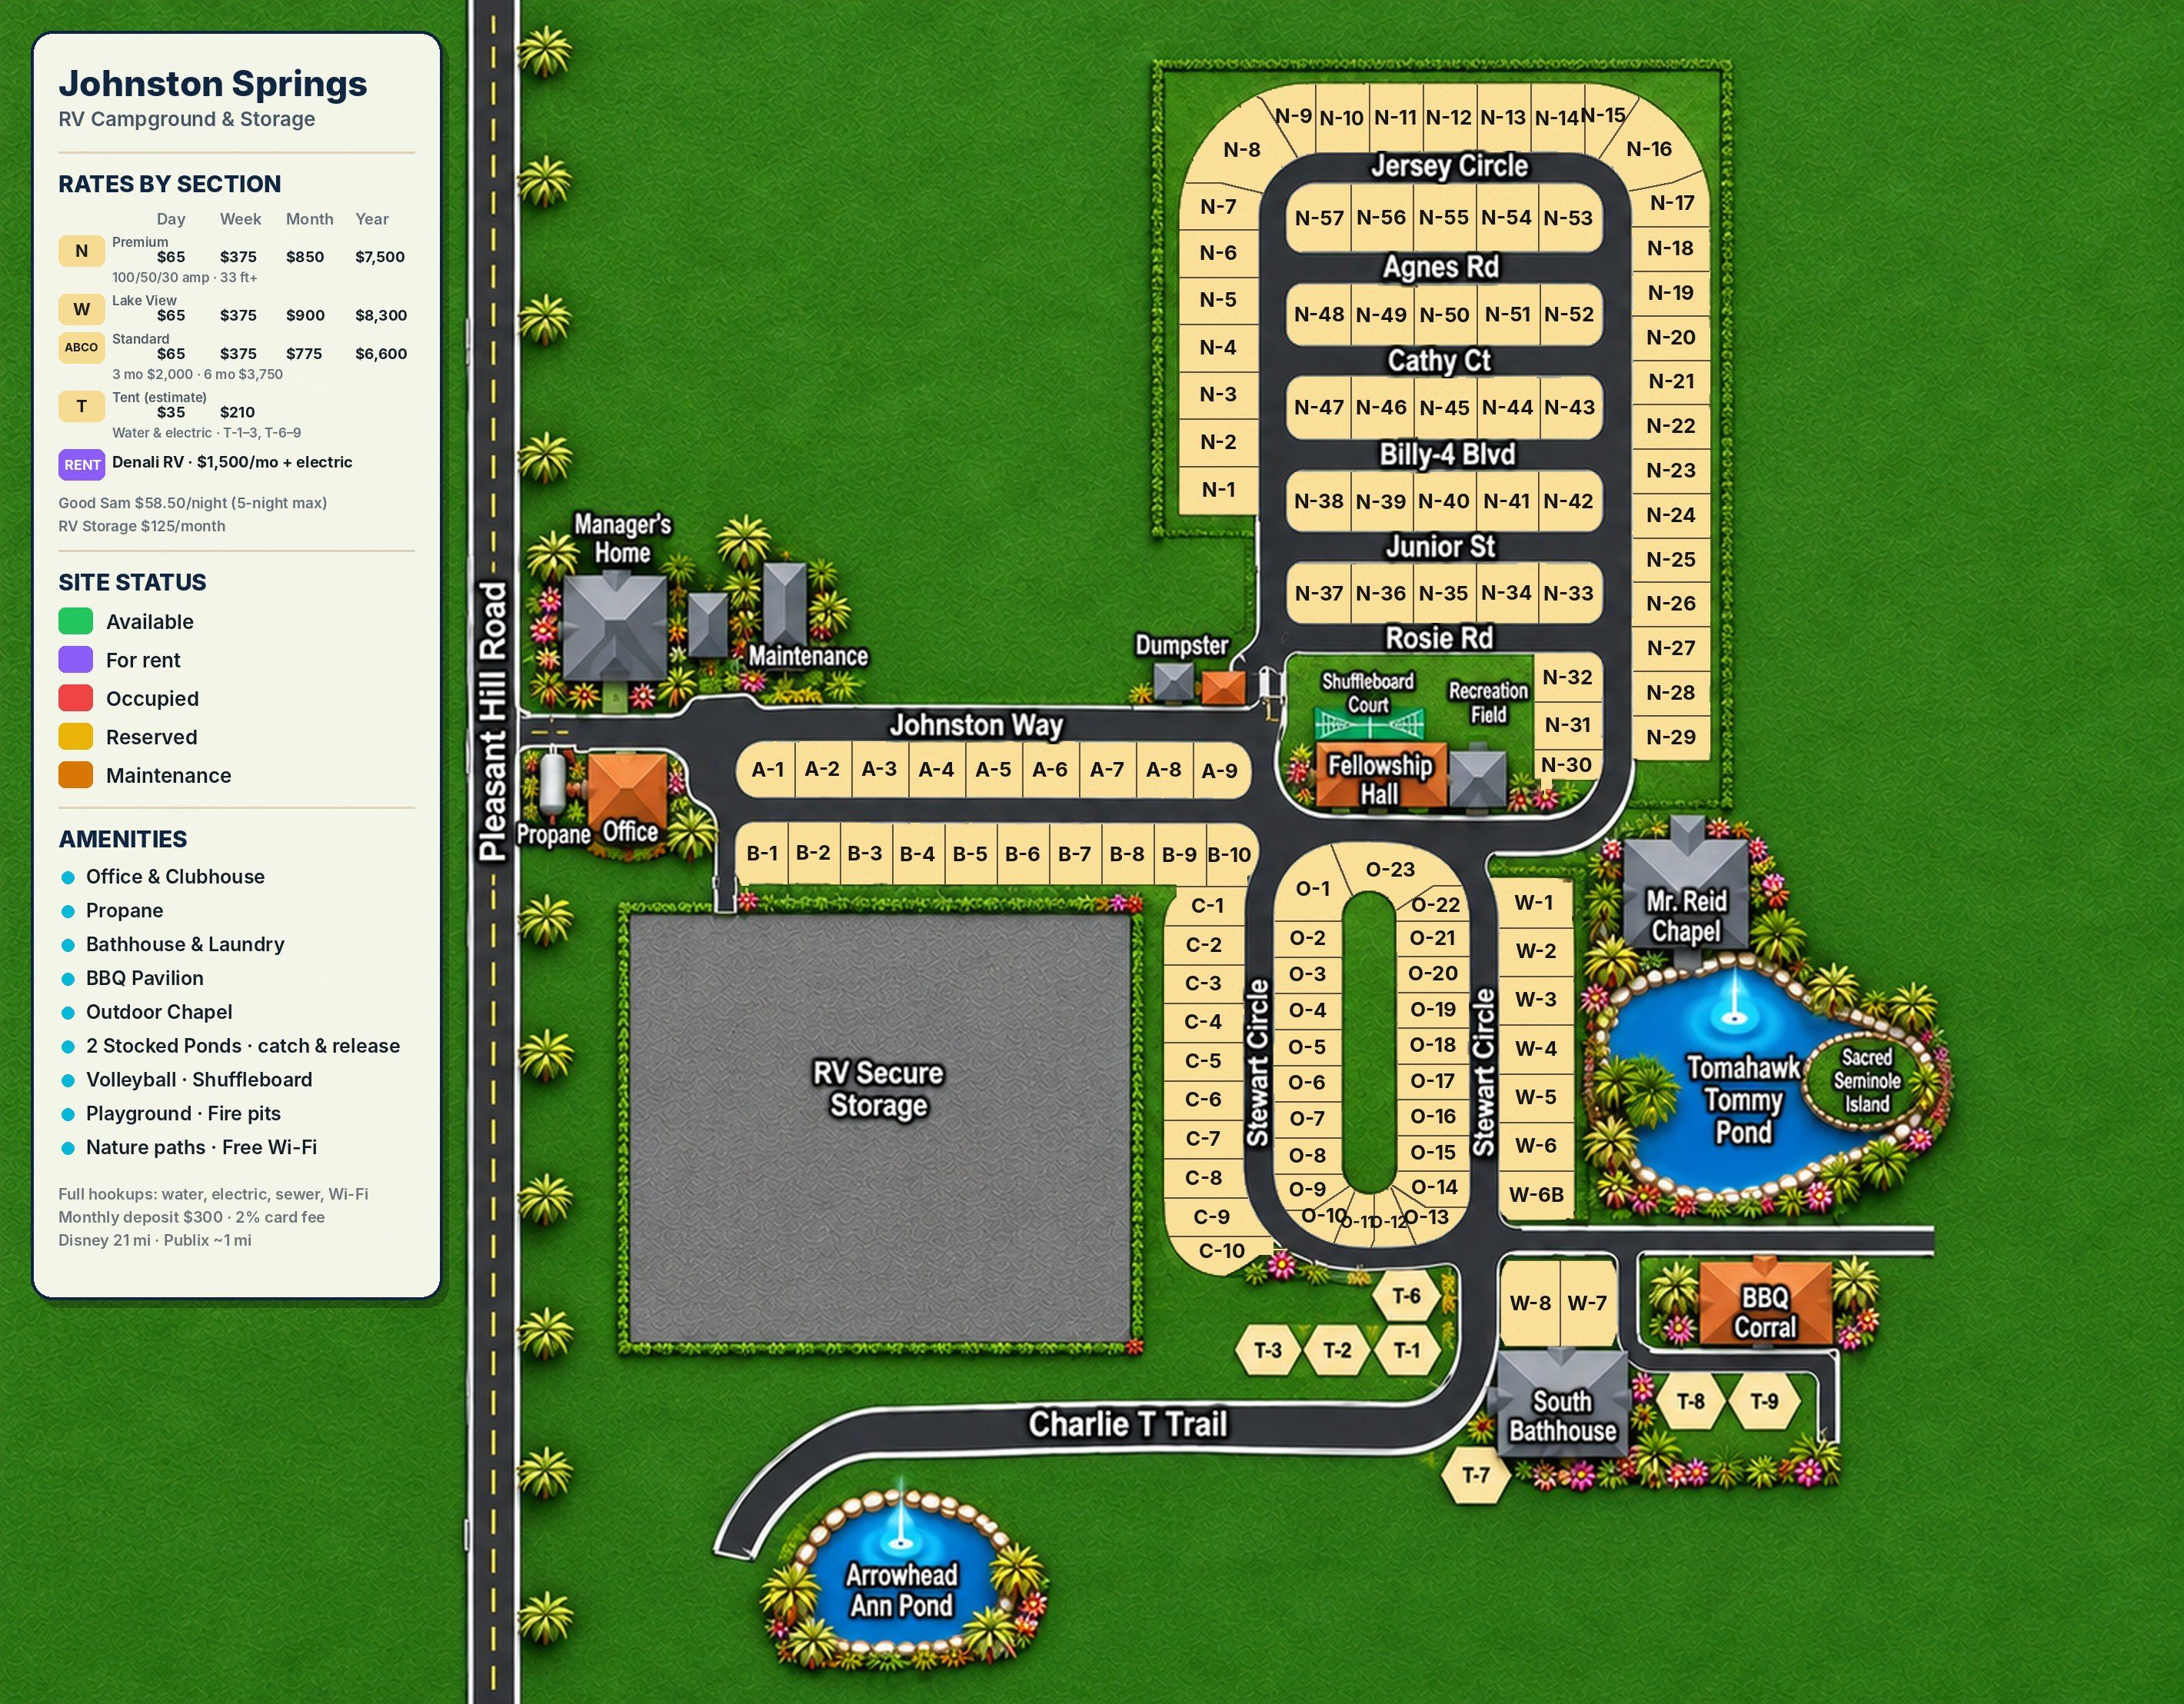 Johnston Springs
RV Campground & Storage
RATES BY SECTION
Day Week Month Year
N Premium
$65 $375 $850 $7,500
100/50/30 amp · 33 ft+
W Lake View
$65 $375 $900 $8,300
ABCO Standard
$65 $375 $775 $6,600
3 mo $2,000 · 6 mo $3,750
T Tent (estimate)
$35 $210
Water & electric · T-1–3, T-6–9
RENT Denali RV · $1,500/mo + electric
Good Sam $58.50/night (5-night max)
RV Storage $125/month
SITE STATUS
Available
For rent
Occupied
Reserved
Maintenance
AMENITIES
Office & Clubhouse
Propane
Bathhouse & Laundry
BBQ Pavilion
Outdoor Chapel
2 Stocked Ponds · catch & release
Volleyball · Shuffleboard
Playground · Fire pits
Nature paths · Free Wi-Fi
Full hookups: water, electric, sewer, Wi-Fi
Monthly deposit $300 · 2% card fee
Disney 21 mi · Publix ~1 mi
Pleasant Hill Road
Manager's
Home
Maintenance
Propane
Office
Johnston Way
Dumpster
N-8
N-9
N-10
N-11
N-12
N-13
N-14
N-15
N-16
Jersey Circle
N-7
N-6
N-5
N-4
N-3
N-2
N-1
N-57
N-56
N-55
N-54
N-53
Agnes Rd
N-48
N-49
N-50
N-51
N-52
Cathy Ct
N-47
N-46
N-45
N-44
N-43
Billy-4 Blvd
N-38
N-39
N-40
N-41
N-42
Junior St
N-37
N-36
N-35
N-34
N-33
Rosie Rd
N-17
N-18
N-19
N-20
N-21
N-22
N-23
N-24
N-25
N-26
N-27
N-28
N-29
Shuffleboard
Court
Recreation
Field
N-32
N-31
N-30
Fellowship
Hall
A-1
A-2
A-3
A-4
A-5
A-6
A-7
A-8
A-9
B-1
B-2
B-3
B-4
B-5
B-6
B-7
B-8
B-9
B-10
RV Secure
Storage
C-1
C-2
C-3
C-4
C-5
C-6
C-7
C-8
C-9
C-10
Stewart Circle
O-1
O-2
O-3
O-4
O-5
O-6
O-7
O-8
O-9
O-10
O-11
O-12
O-13
O-14
O-15
O-16
O-17
O-18
O-19
O-20
O-21
O-22
O-23
Stewart Circle
W-1
W-2
W-3
W-4
W-5
W-6
W-6B
Mr. Reid
Chapel
Tomahawk
Tommy
Pond
Sacred
Seminole
Island
T-6
T-3
T-2
T-1
W-8
W-7
BBQ
Corral
South
Bathhouse
T-8
T-9
T-7
Charlie T Trail
Arrowhead
Ann Pond